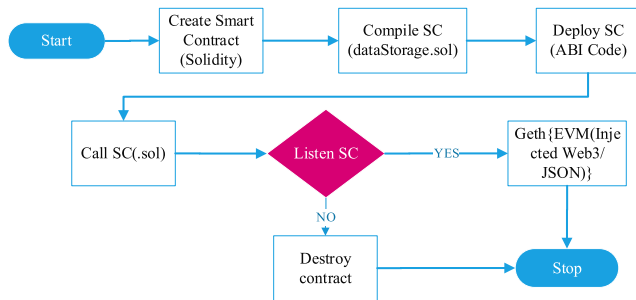 Start
Create Smart
Contract
(Solidity)
Compile SC
(dataStorage.sol)
Deploy SC
(ABI Code)
Call SC(.sol)
Listen SC
YES
Geth{EVM(Inje
cted Web3/
JSON)}
NO
Destroy
contract
Stop